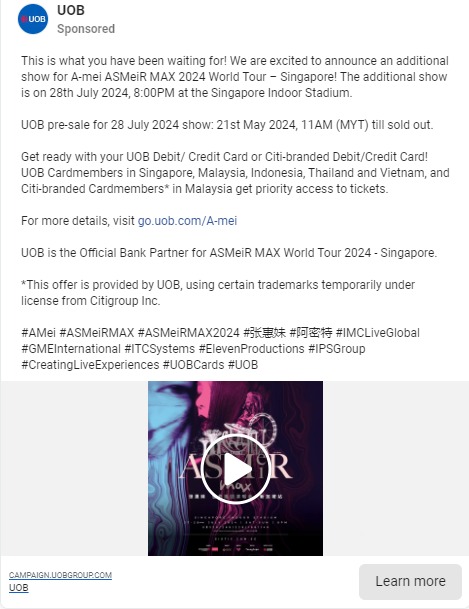 UOB
UOB
Sponsored
This is what you have been waiting for! We are excited to announce an additional
show for A-mei ASMeiR MAX 2024 World Tour – Singapore! The additional show
is on 28th July 2024, 8:00PM at the Singapore Indoor Stadium.
UOB pre-sale for 28 July 2024 show: 21st May 2024, 11AM (MYT) till sold out.
Get ready with your UOB Debit/ Credit Card or Citi-branded Debit/Credit Card!
UOB Cardmembers in Singapore, Malaysia, Indonesia, Thailand and Vietnam, and
Citi-branded Cardmembers* in Malaysia get priority access to tickets.
For more details, visit go.uob.com/A-mei
UOB is the Official Bank Partner for ASMeiR MAX World Tour 2024 - Singapore.
*This offer is provided by UOB, using certain trademarks temporarily under
license from Citigroup Inc.
#AMei #ASMeiRMAX #ASMeiRMAX2024 #张惠妹 #阿密特 #IMCLiveGlobal
#GMEInternational #ITCSystems #ElevenProductions #IPSGroup
#CreatingLiveExperiences #UOBCards #UOB
ASMeiR
max
SINGAPORE INDOOR STADIUM
CAMPAIGN.UOBGROUP.COM
UOB
Learn more